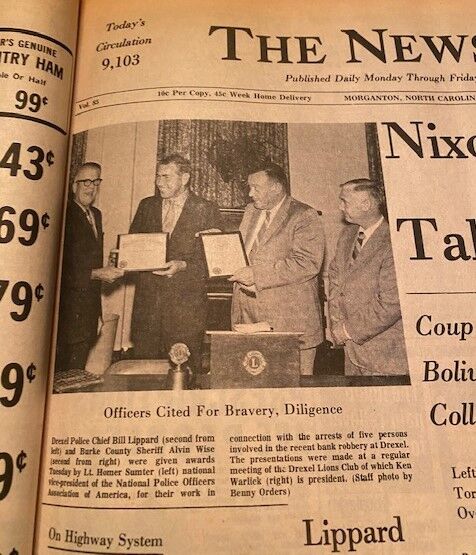 R'S GENUINE
NTRY HAM
le Or Half
99¢
43¢
69¢
79¢
9¢
9¢
Today's
Circulation
9,103
THE NEWS
Published Daily Monday Through Frida
Vol. 85
10c Per Copy, 45c Week Home Delivery
MORGANTON, NORTH CAROLIN
Nixo
Tal
Coup
Boliv
Coll
Left
Tor
Ov
Officers Cited For Bravery, Diligence
Drexel Police Chief Bill Lippard (second from
left) and Burke County Sheriff Alvin Wise
(second from right) were given awards
Tuesday by Lt. Homer Sumter (left) national
vice-president of the National Police Officers
Association of America, for their work in
connection with the arrests of five persons
involved in the recent bank robbery at Drexel.
The presentations were made at a regular
meeting of the Drexel Lions Club of which Ken
Warlick (right) is president. (Staff photo by
Benny Orders)
On Highway System
Lippard